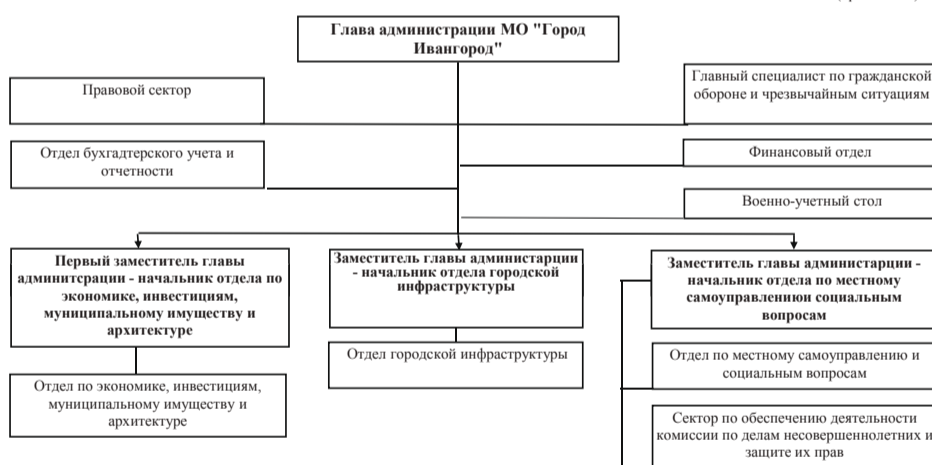 Глава администрации МО "Город
Ивангород"
Правовой сектор
Главный специалист по гражданской
обороне и чрезвычайным ситуациям
Отдел бухгадтерского учета и
отчетности
Финансовый отдел
Военно-учетный стол
Первый заместитель главы
админитсрации - начальник отдела по
экономике, инвестициям,
муниципальному имуществу и
архитектуре
Заместитель главы администарции
- начальник отдела городской
инфраструктуры
Заместитель главы администарции -
начальник отдела по местному
самоуправлениюи социальным
вопросам
Отдел городской инфраструктуры
Отдел по местному самоуправлению и
социальным вопросам
Отдел по экономике, инвестициям,
муниципальному имуществу и
архитектуре
Сектор по обеспечению деятельности
комиссии по делам несовершеннолетних и
защите их прав